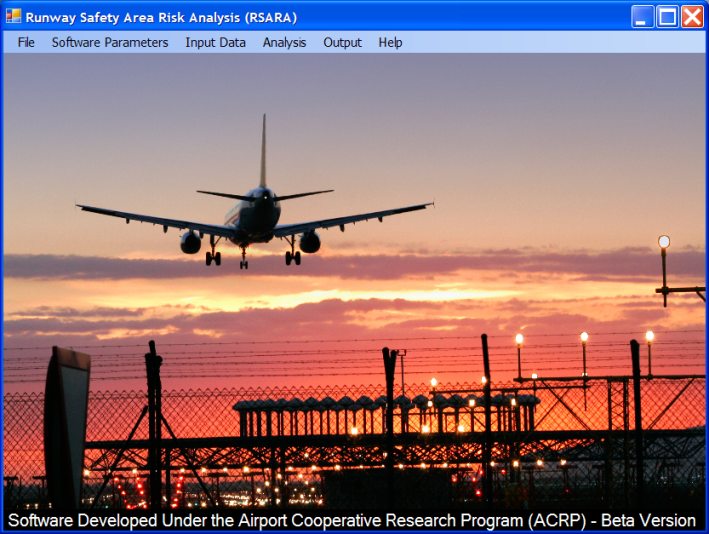 Runway Safety Area Risk Analysis (RSARA)
File Software Parameters Input Data Analysis Output Help
Software Developed Under the Airport Cooperative Research Program (ACRP) - Beta Version